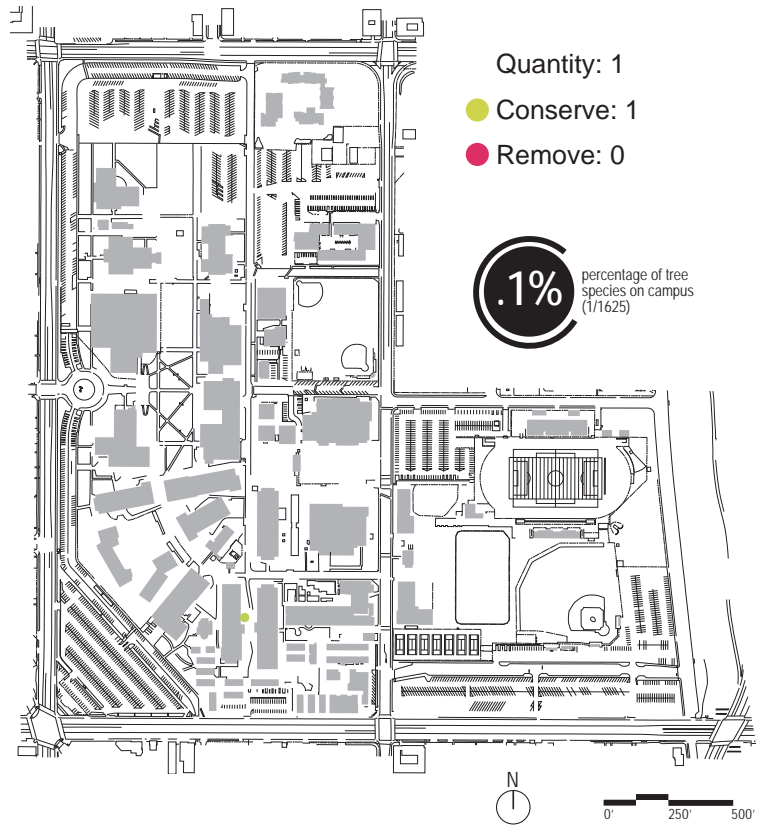 Quantity: 1
Conserve: 1
Remove: 0
.1%
percentage of tree
species on campus
(1/1625)
N
0' 250' 500'